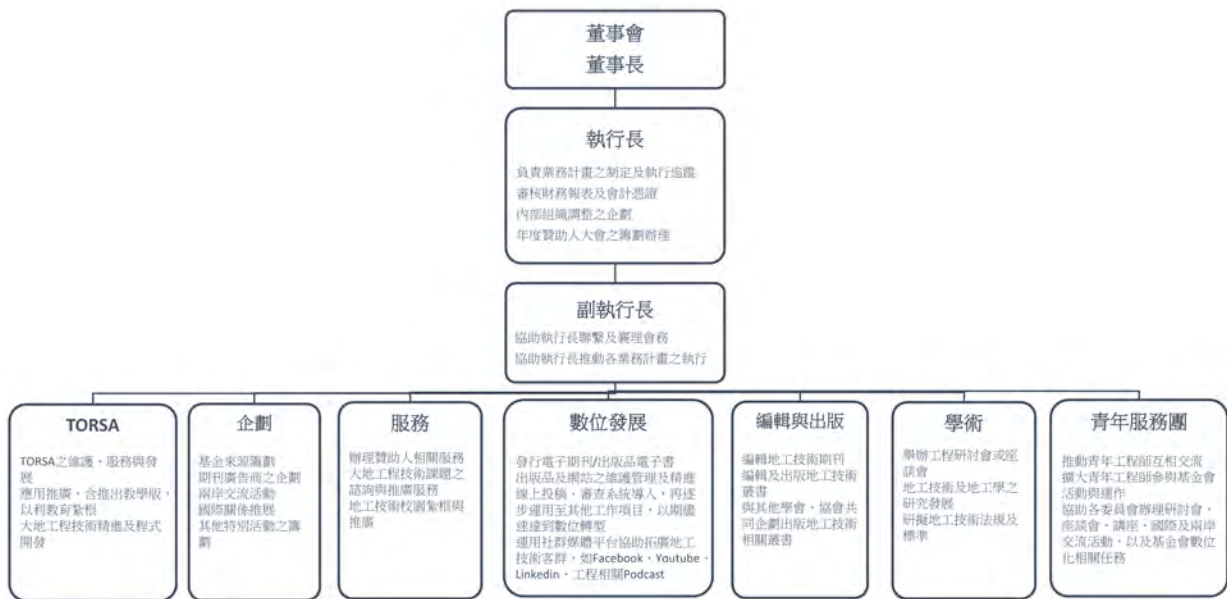 董事會
董事長
執行長
負責業務計畫之制定及執行追蹤
審核財務報表及會計憑證
內部組織調整之企劃
年度贊助人大會之籌劃辦理
副執行長
協助執行長聯繫及襄理會務
協助執行長推動各業務計畫之執行
TORSA
TORSA之維護、服務與發
展
應用推廣，含推出教學版，
以利教育紮根
大地工程技術精進及程式
開發
企劃
基金來源籌劃
期刊廣告商之企劃
兩岸交流活動
國際關係推展
其他特別活動之籌
劃
服務
辦理贊助人相關服務
大地工程技術課題之
諮詢與推廣服務
地工技術校園紮根與
推廣
數位發展
發行電子期刊/出版品電子書
出版品及網站之維護管理及精進
線上投稿、審查系統導入，再逐
步運用至其他工作項目，以期儘
速達到數位轉型
運用社群媒體平台協助拓廣地工
技術客群，如Facebook、Youtube、
Linkedin、工程相關Podcast
編輯與出版
編輯地工技術期刊
編輯及出版地工技術
叢書
與其他學會、協會共
同企劃出版地工技術
相關叢書
學術
舉辦工程研討會或座
談會
地工技術及地工學之
研究發展
研擬地工技術法規及
標準
青年服務團
推動青年工程師互相交流
擴大青年工程師參與基金會
活動與運作
協助各委員會辦理研討會，
座談會、講座、國際及兩岸
交流活動、以及基金會數位
化相關任務